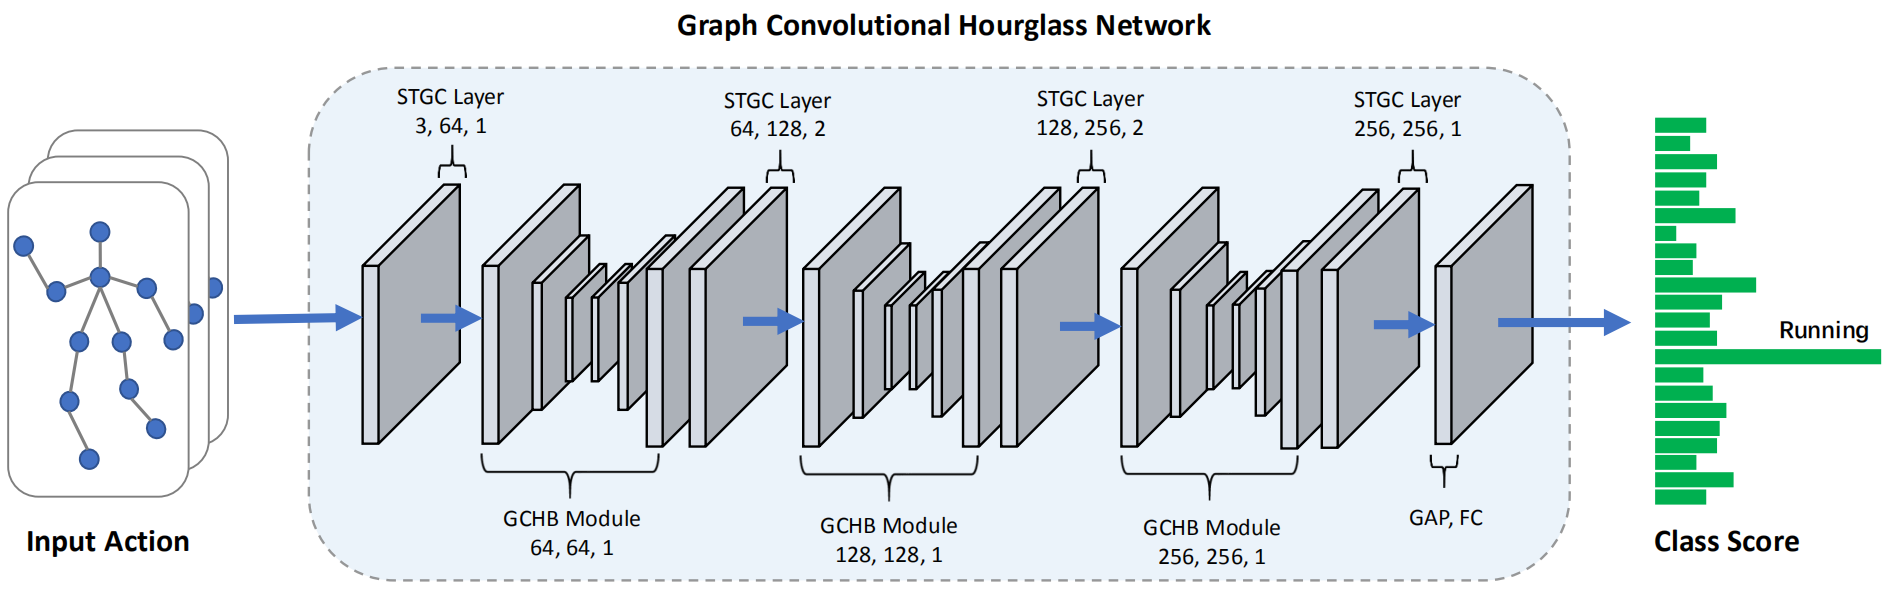 Graph Convolutional Hourglass Network
STGC Layer
3, 64, 1
STGC Layer
64, 128, 2
STGC Layer
128, 256, 2
STGC Layer
256, 256, 1
Running
GCHB Module
64, 64, 1
GCHB Module
128, 128, 1
GCHB Module
256, 256, 1
GAP, FC
Input Action
Class Score